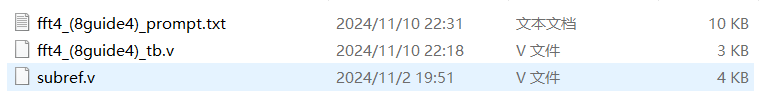 fft4_(8guide4)_prompt.txt 2024/11/10 22:31 文本文档 10 KB
fft4_(8guide4)_tb.v 2024/11/10 22:18 V 文件 3 KB
subref.v 2024/11/2 19:51 V 文件 4 KB